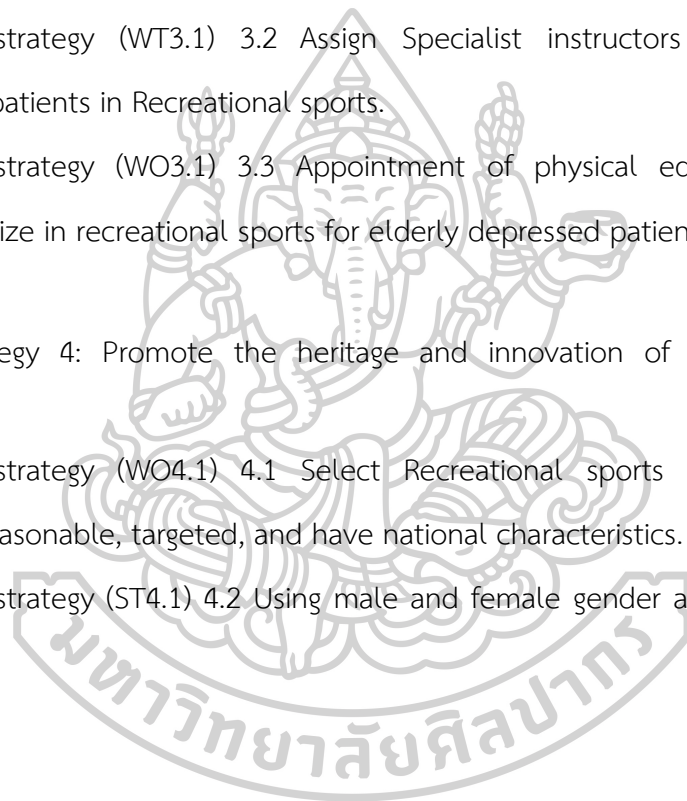 strategy (WT3.1) 3.2 Assign Specialist instructors
patients in Recreational sports.
strategy (WO3.1) 3.3 Appointment of physical ed
ize in recreational sports for elderly depressed patien
egy 4: Promote the heritage and innovation of
strategy (WO4.1) 4.1 Select Recreational sports
asonable, targeted, and have national characteristics.
strategy (ST4.1) 4.2 Using male and female gender a
มหาวิทยาลัยศิลปากร